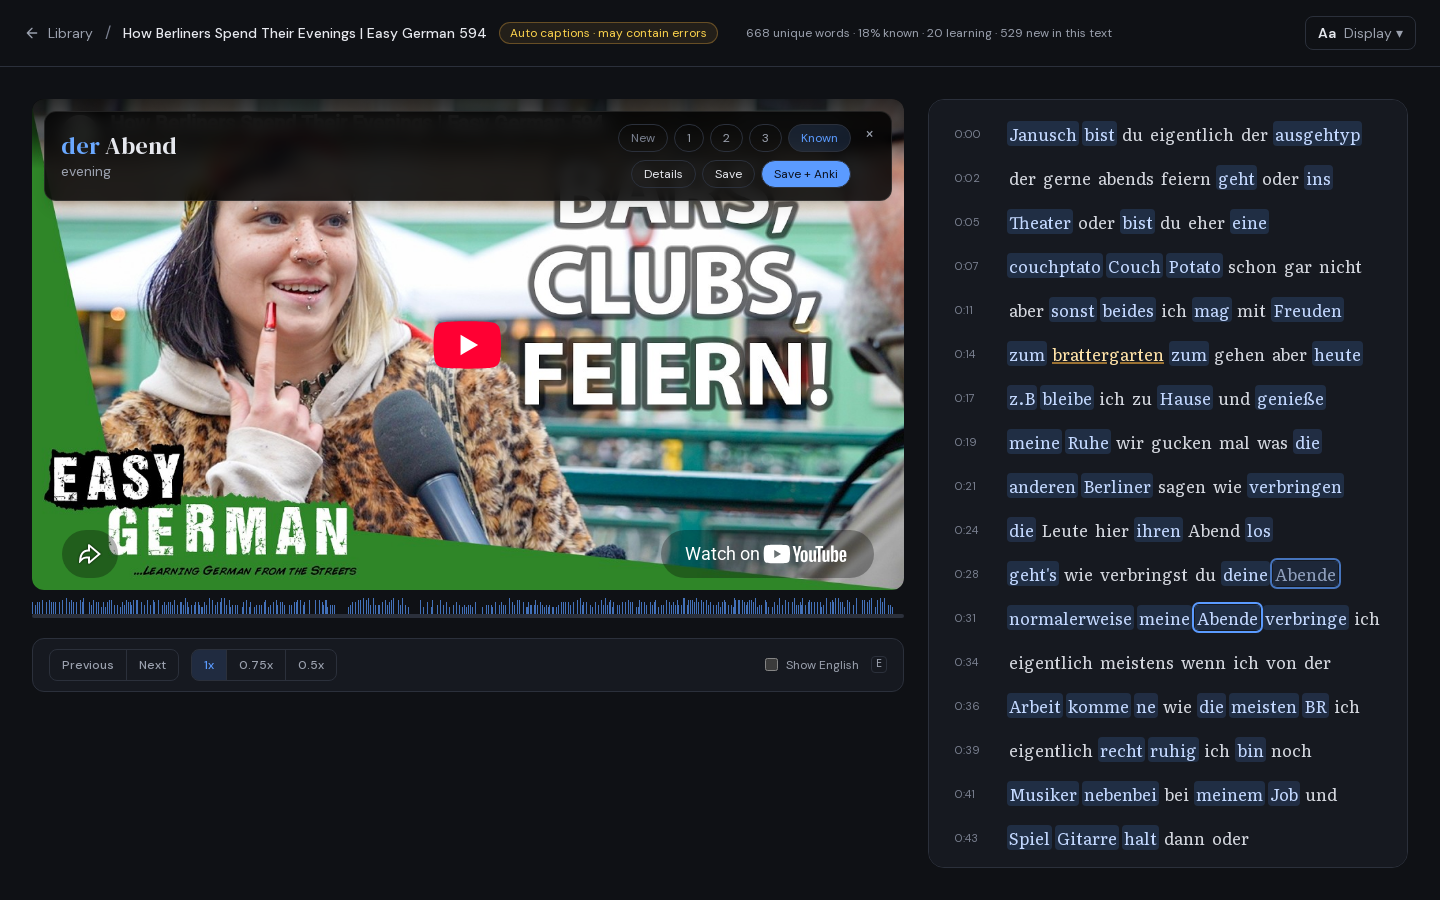 Library / How Berliners Spend Their Evenings | Easy German 594 Auto captions · may contain errors 668 unique words · 18% known · 20 learning · 529 new in this text Aa Display ▾
der Abend
evening
New 1 2 3 Known ×
Details Save Save + Anki
BARS,
CLUBS,
FEIERN!
EASY
GERMAN
...Learning German from the Streets
Watch on YouTube
Previous Next 1x 0.75x 0.5x Show English E
0:00 Janusch bist du eigentlich der ausgehtyp
0:02 der gerne abends feiern geht oder ins
0:05 Theater oder bist du eher eine
0:07 couchptato Couch Potato schon gar nicht
0:11 aber sonst beides ich mag mit Freuden
0:14 zum brattergarten zum gehen aber heute
0:17 z.B bleibe ich zu Hause und genieße
0:19 meine Ruhe wir gucken mal was die
0:21 anderen Berliner sagen wie verbringen
0:24 die Leute hier ihren Abend los
0:28 geht's wie verbringst du deine Abende
0:31 normalerweise meine Abende verbringe ich
0:34 eigentlich meistens wenn ich von der
0:36 Arbeit komme ne wie die meisten BR ich
0:39 eigentlich recht ruhig ich bin noch
0:41 Musiker nebenbei bei meinem Job und
0:43 Spiel Gitarre halt dann oder